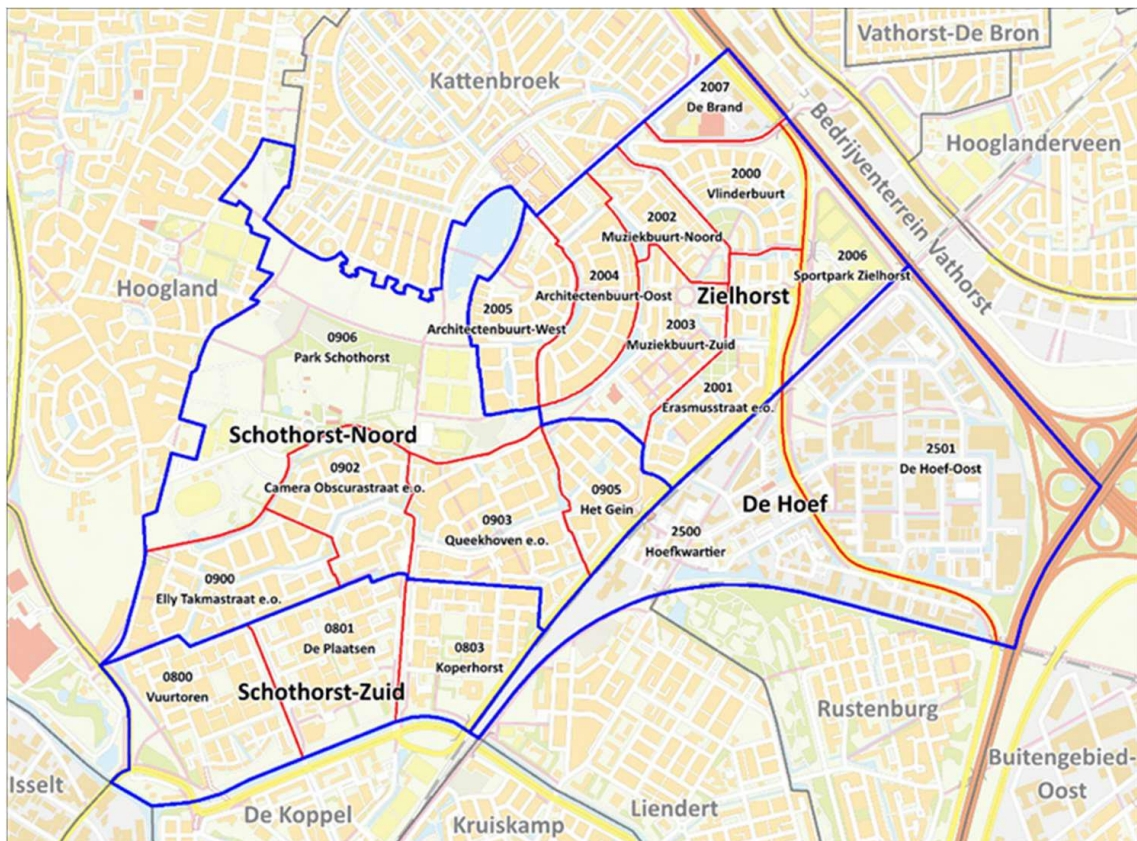 Vathorst-De Bron
Kattenbroek
2007
De Brand
Bedrijventerrein Vathorst
Hooglanderveen
2000
Vlinderbuurt
2002
Muziekbuurt-Noord
2006
Sportpark Zielhorst
2004
Architectenbuurt-Oost
Zielhorst
Hoogland
2005
Architectenbuurt-West
2003
Muziekbuurt-Zuid
0906
Park Schothorst
2001
Erasmusstraat e.o.
Schothorst-Noord
2501
De Hoef-Oost
0902
Camera Obscurastraat e.o.
0905
Het Gein
De Hoef
0903
Queekhoven e.o.
2500
Hoefkwartier
0900
Elly Takmastraat e.o.
0801
De Plaatsen
0803
Koperhorst
0800
Vuurtoren
Schothorst-Zuid
Rustenburg
Buitengebied-
Oost
Isselt
De Koppel
Kruiskamp
Liendert